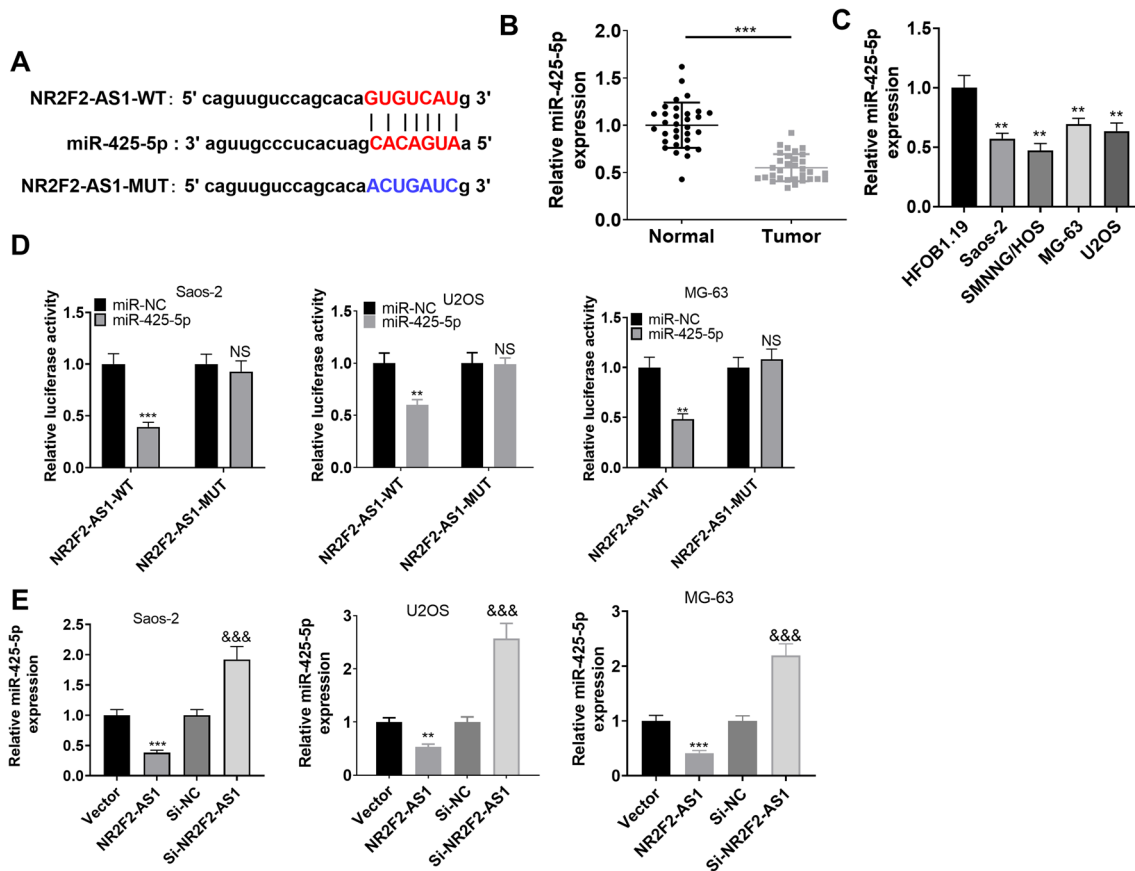 A
NR2F2-AS1-WT: 5' caguuguccagcacaGUGUCAUg 3'
miR-425-5p : 3' aguugcccucacuagCACAGUAa 5'
NR2F2-AS1-MUT: 5' caguuguccagcacaACUGAUCg 3'
B
Relative miR-425-5p
expression
2.0
1.5
1.0
0.5
0.0
***
Normal
Tumor
C
Relative miR-425-5p
expression
1.5
1.0
0.5
0.0
**
**
**
**
HFOB1.19
Saos-2
SMNNG/HOS
MG-63
U2OS
D
Saos-2
miR-NC
miR-425-5p
Relative luciferase activity
1.5
1.0
0.5
0.0
***
NS
NR2F2-AS1-WT
NR2F2-AS1-MUT
U2OS
miR-NC
miR-425-5p
Relative luciferase activity
1.5
1.0
0.5
0.0
**
NS
NR2F2-AS1-WT
NR2F2-AS1-MUT
MG-63
miR-NC
miR-425-5p
Relative luciferase activity
1.5
1.0
0.5
0.0
**
NS
NR2F2-AS1-WT
NR2F2-AS1-MUT
E
Saos-2
Relative miR-425-5p
expression
2.5
2.0
1.5
1.0
0.5
0.0
***
&&&
Vector
NR2F2-AS1
Si-NC
Si-NR2F2-AS1
U2OS
Relative miR-425-5p
expression
3
2
1
0
**
&&&
Vector
NR2F2-AS1
Si-NC
Si-NR2F2-AS1
MG-63
Relative miR-425-5p
expression
3
2
1
0
***
&&&
Vector
NR2F2-AS1
Si-NC
Si-NR2F2-AS1